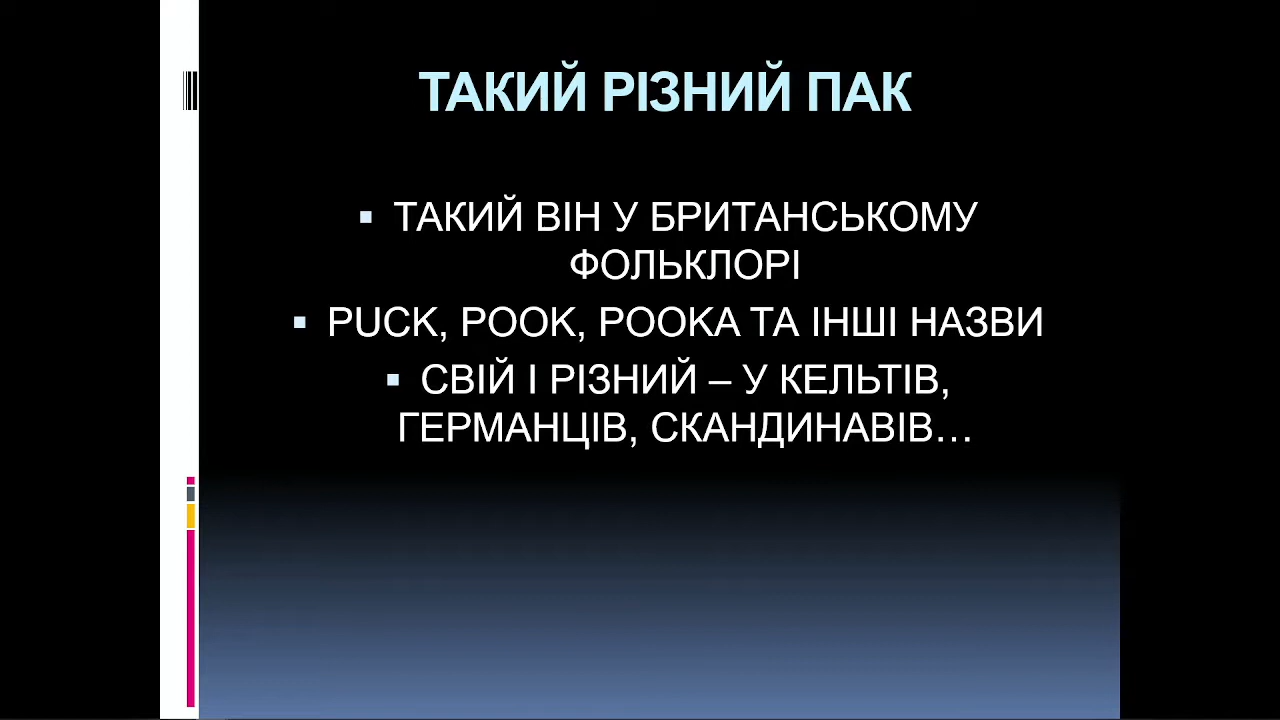 ТАКИЙ РІЗНИЙ ПАК
▪ ТАКИЙ ВІН У БРИТАНСЬКОМУ
ФОЛЬКЛОРІ
▪ PUCK, POOK, POOKA ТА ІНШІ НАЗВИ
▪ СВІЙ І РІЗНИЙ – У КЕЛЬТІВ,
ГЕРМАНЦІВ, СКАНДИНАВІВ…